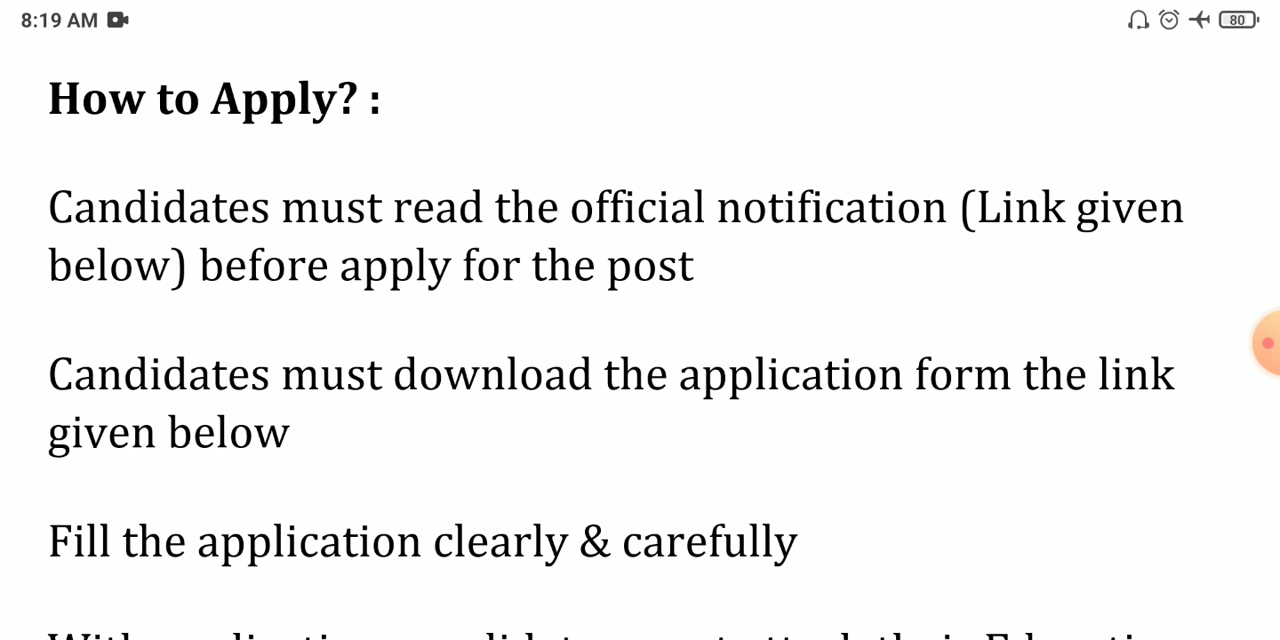 8:19 AM
80
How to Apply? :
Candidates must read the official notification (Link given
below) before apply for the post
Candidates must download the application form the link
given below
Fill the application clearly & carefully